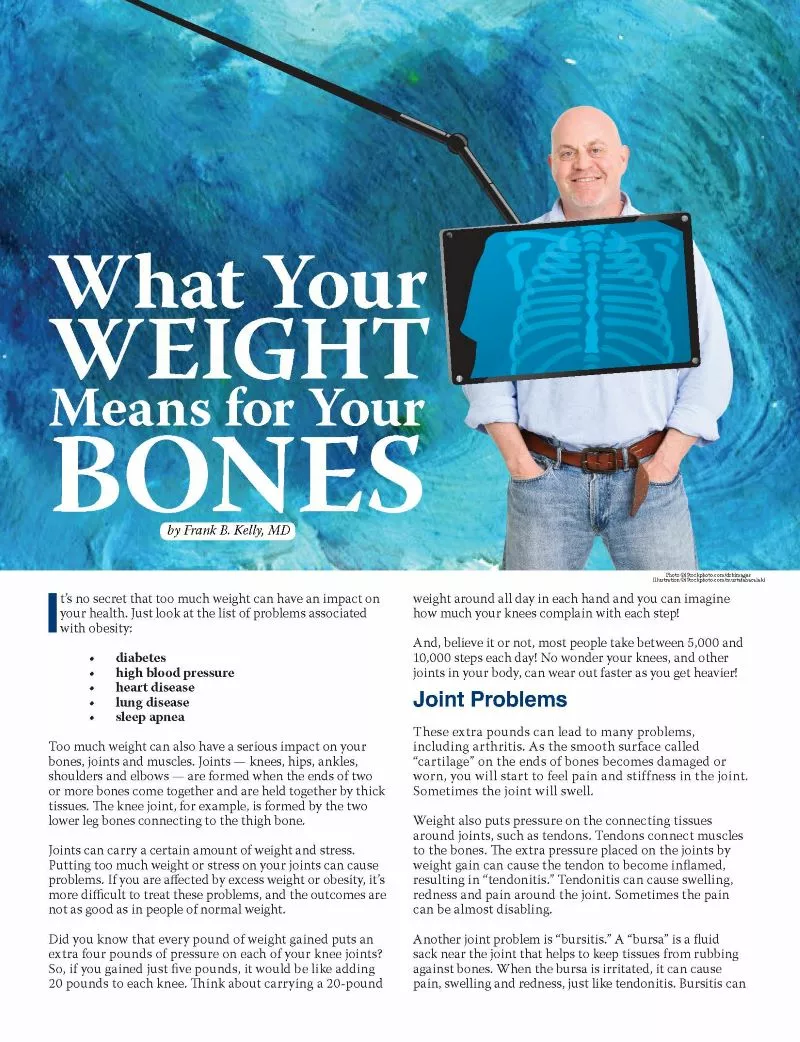 What Your
WEIGHT
Means for Your
BONES
by Frank B. Kelly, MD
It's no secret that too much weight can have an impact on
your health. Just look at the list of problems associated
with obesity:
• diabetes
• high blood pressure
• heart disease
• lung disease
• sleep apnea
Too much weight can also have a serious impact on your
bones, joints and muscles. Joints — knees, hips, ankles,
shoulders and elbows — are formed when the ends of two
or more bones come together and are held together by thick
tissues. The knee joint, for example, is formed by the two
lower leg bones connecting to the thigh bone.
Joints can carry a certain amount of weight and stress.
Putting too much weight or stress on your joints can cause
problems. If you are affected by excess weight or obesity, it's
more difficult to treat these problems, and the outcomes are
not as good as in people of normal weight.
Did you know that every pound of weight gained puts an
extra four pounds of pressure on each of your knee joints?
So, if you gained just five pounds, it would be like adding
20 pounds to each knee. Think about carrying a 20-pound
weight around all day in each hand and you can imagine
how much your knees complain with each step!
And, believe it or not, most people take between 5,000 and
10,000 steps each day! No wonder your knees, and other
joints in your body, can wear out faster as you get heavier!
Joint Problems
These extra pounds can lead to many problems,
including arthritis. As the smooth surface called
“cartilage” on the ends of bones becomes damaged or
worn, you will start to feel pain and stiffness in the joint.
Sometimes the joint will swell.
Weight also puts pressure on the connecting tissues
around joints, such as tendons. Tendons connect muscles
to the bones. The extra pressure placed on the joints by
weight gain can cause the tendon to become inflamed,
resulting in “tendonitis.” Tendonitis can cause swelling,
redness and pain around the joint. Sometimes the pain
can be almost disabling.
Another joint problem is “bursitis.” A “bursa” is a fluid
sack near the joint that helps to keep tissues from rubbing
against bones. When the bursa is irritated, it can cause
pain, swelling and redness, just like tendonitis. Bursitis can